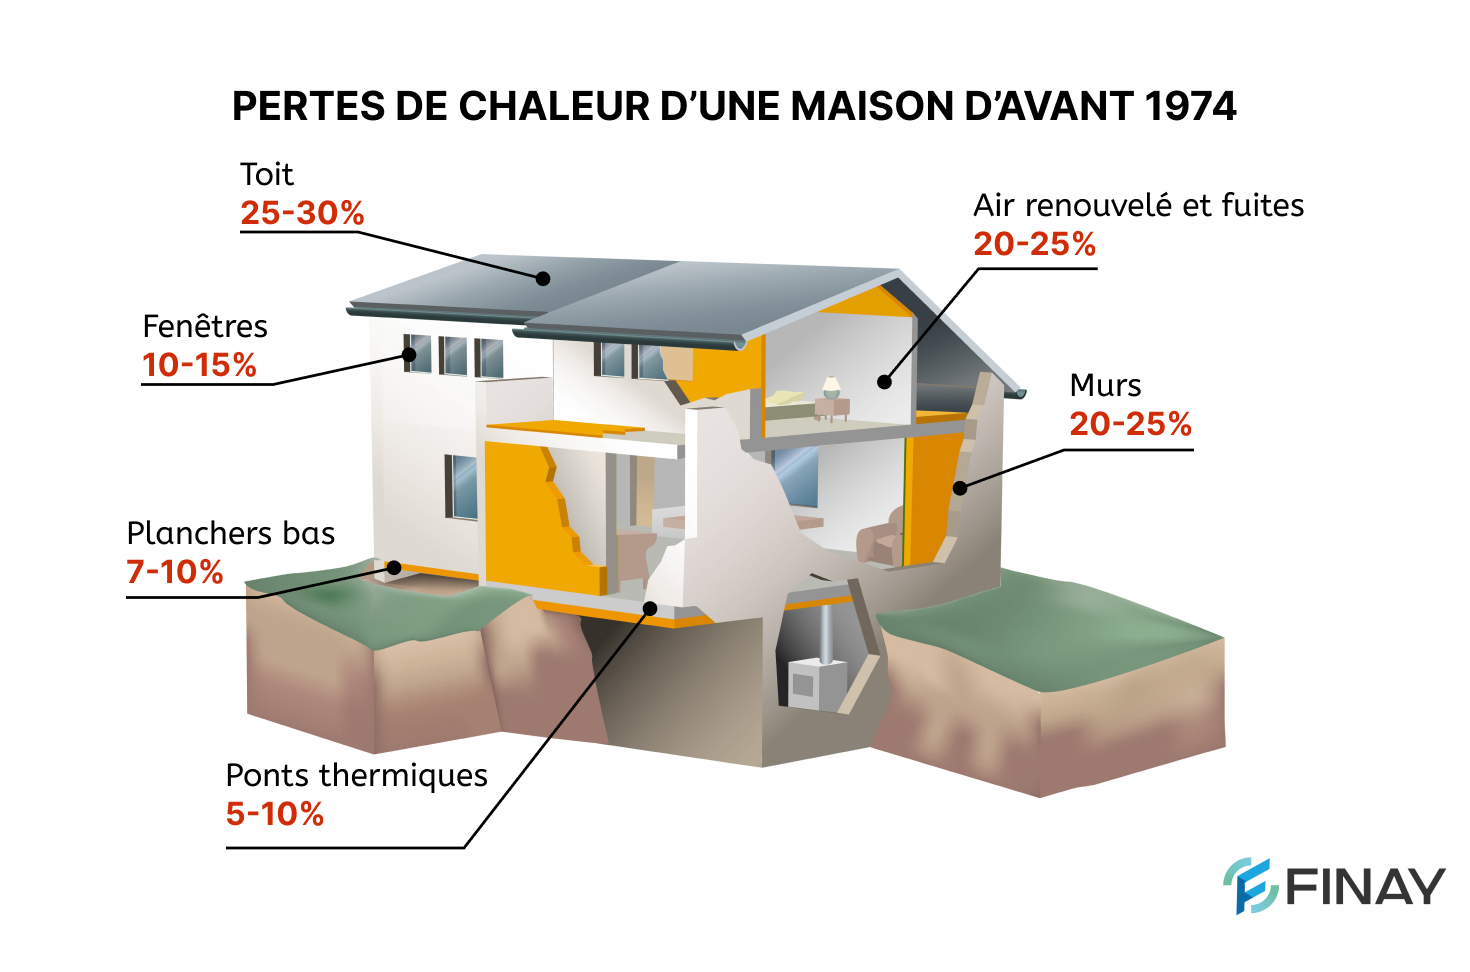 PERTES DE CHALEUR D’UNE MAISON D’AVANT 1974
Toit
25-30%
Air renouvelé et fuites
20-25%
Fenêtres
10-15%
Murs
20-25%
Planchers bas
7-10%
Ponts thermiques
5-10%
FINAY